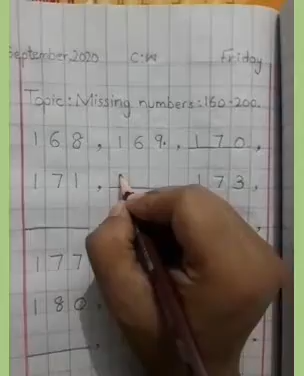 September,2020 C.W Friday
Topic: Missing numbers:160-200.
168, 169, 170,
171, 173,
177
180